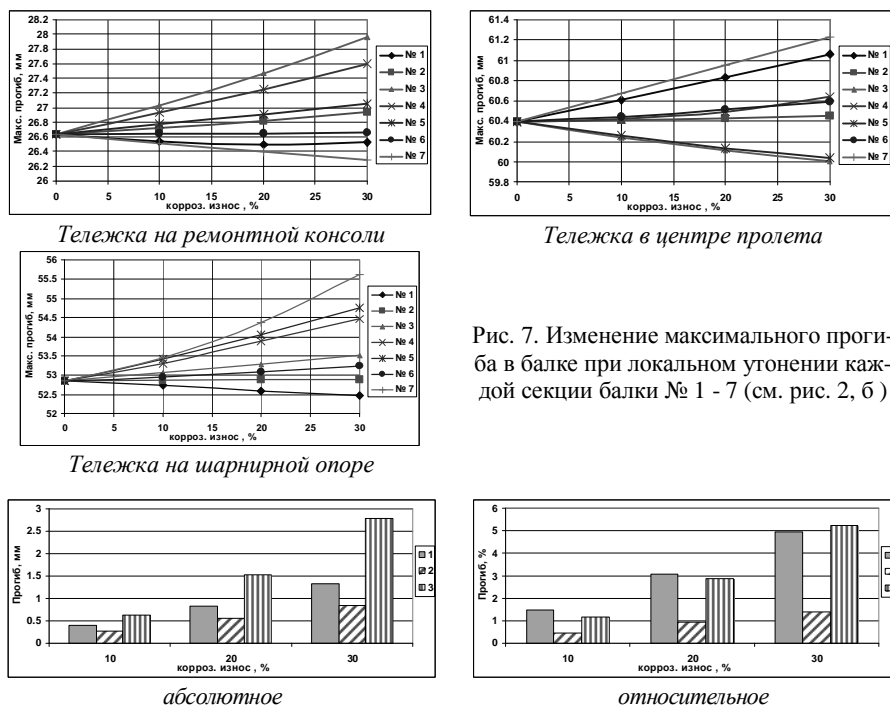 28.2
28
27.8
27.6
27.4
27.2
27
26.8
26.6
26.4
26.2
26
Макс. прогиб, мм
0 5 10 15 20 25 30
корроз. износ , %
№ 1
№ 2
№ 3
№ 4
№ 5
№ 6
№ 7
Тележка на ремонтной консоли
61.4
61.2
61
60.8
60.6
60.4
60.2
60
59.8
Макс. прогиб, мм
0 5 10 15 20 25 30
корроз. износ , %
№ 1
№ 2
№ 3
№ 4
№ 5
№ 6
№ 7
Тележка в центре пролета
56
55.5
55
54.5
54
53.5
53
52.5
52
Макс. прогиб, мм
0 5 10 15 20 25 30
корроз. износ , %
№ 1
№ 2
№ 3
№ 4
№ 5
№ 6
№ 7
Тележка на шарнирной опоре
Рис. 7. Изменение максимального проги-
ба в балке при локальном утонении каж-
дой секции балки № 1 - 7 (см. рис. 2, б )
3
2.5
2
1.5
1
0.5
0
Прогиб, мм
10 20 30
корроз. износ , %
1
2
3
абсолютное
6
5
4
3
2
1
0
Прогиб, %
10 20 30
корроз. износ , %
относительное